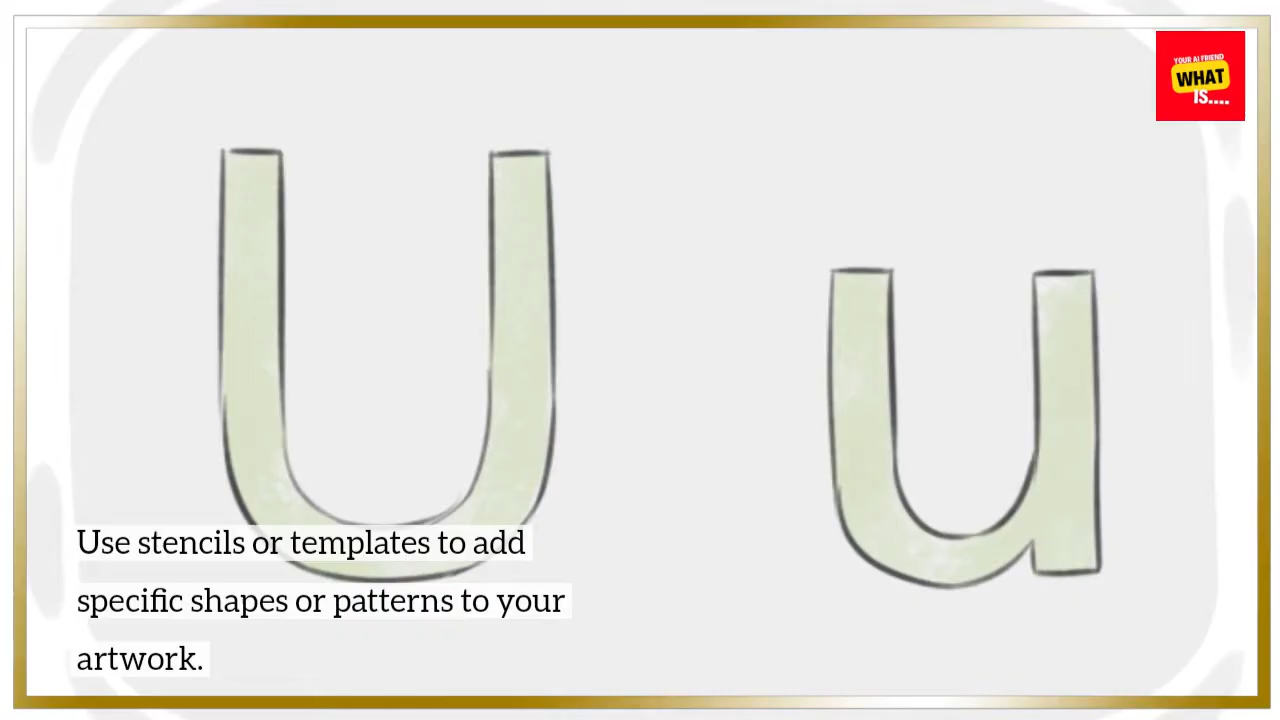 YOUR AI FRIEND
WHAT
IS....
U u
Use stencils or templates to add
specific shapes or patterns to your
artwork.